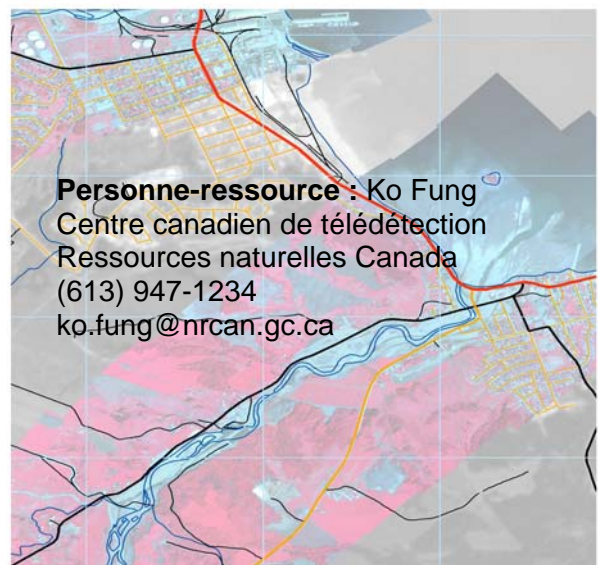 Personne-ressource : Ko Fung
Centre canadien de télédétection
Ressources naturelles Canada
(613) 947-1234
ko.fung@nrcan.gc.ca